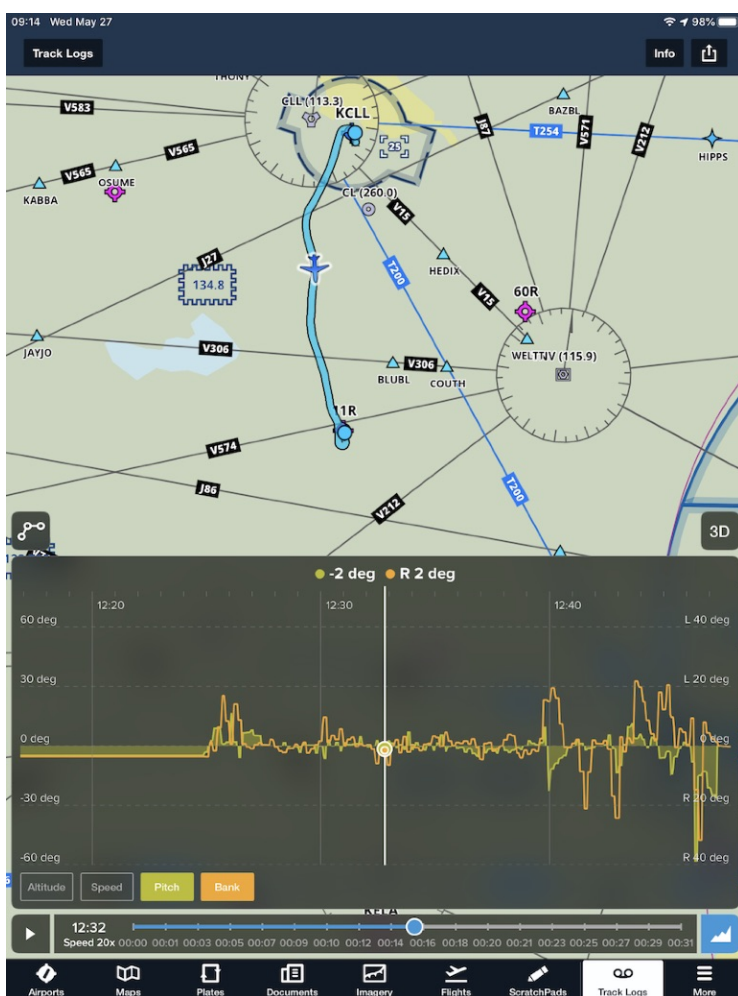 09:14 Wed May 27
98%
Track Logs
Info
THONY
CLL (113.3)
KCLL
BAZBL
V583
J87
V571
V212
T254
HIPPS
25
V565
V565
OSUME
KABBA
CL (260.0)
V15
J27
134.8
T200
HEDIX
V15
60R
JAYJO
V306
V306
WELTT
IV (115.9)
BLUBL
COUTH
11R
V574
J86
T200
V212
3D
-2 deg R 2 deg
12:20
12:30
12:40
60 deg
L 40 deg
30 deg
L 20 deg
0 deg
0 deg
-30 deg
R 20 deg
-60 deg
R 40 deg
Altitude
Speed
Pitch
Bank
12:32
Speed 20x
00:00 00:01 00:03 00:05 00:07 00:09 00:10 00:12 00:14 00:16 00:18 00:20 00:21 00:23 00:25 00:27 00:29 00:31
Airports
Maps
Plates
Documents
Imagery
Flights
ScratchPads
Track Logs
More